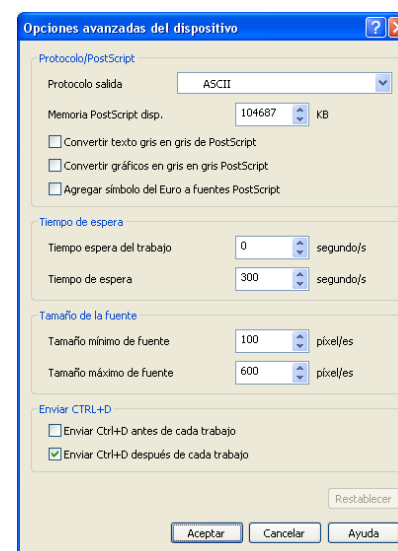 Opciones avanzadas del dispositivo
Protocolo/PostScript
Protocolo salida ASCII
Memoria PostScript disp. 104687 KB
Convertir texto gris en gris de PostScript
Convertir gráficos en gris en gris PostScript
Agregar símbolo del Euro a fuentes PostScript
Tiempo de espera
Tiempo espera del trabajo 0 segundo/s
Tiempo de espera 300 segundo/s
Tamaño de la fuente
Tamaño mínimo de fuente 100 píxel/es
Tamaño máximo de fuente 600 píxel/es
Enviar CTRL+D
Enviar Ctrl+D antes de cada trabajo
Enviar Ctrl+D después de cada trabajo
Restablecer
Aceptar Cancelar Ayuda